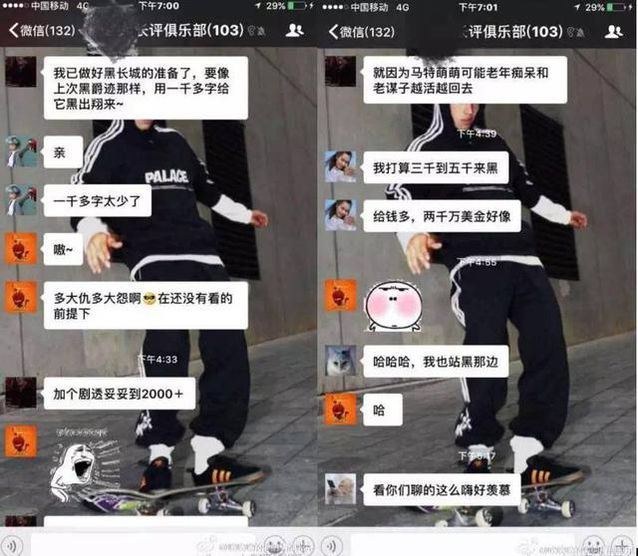 中国移动 4G 下午7:00 29%
微信(132) 长评俱乐部(103)
我已做好黑长城的准备了，要像
上次黑爵迹那样，用一千多字给
它黑出翔来~
亲
PALACE
一千多字太少了
嗷~
多大仇多大怨啊😎在还没有看的
前提下
下午4:33
加个剧透妥妥到2000＋
中国移动 4G 下午7:01 29%
微信(132) 长评俱乐部(103)
就因为马特萌萌可能老年痴呆和
老谋子越活越回去
下午4:39
我打算三千到五千来黑
给钱多，两千万美金好像
下午4:55
哈哈哈，我也站黑那边
哈
下午5:17
看你们聊的这么嗨好羡慕